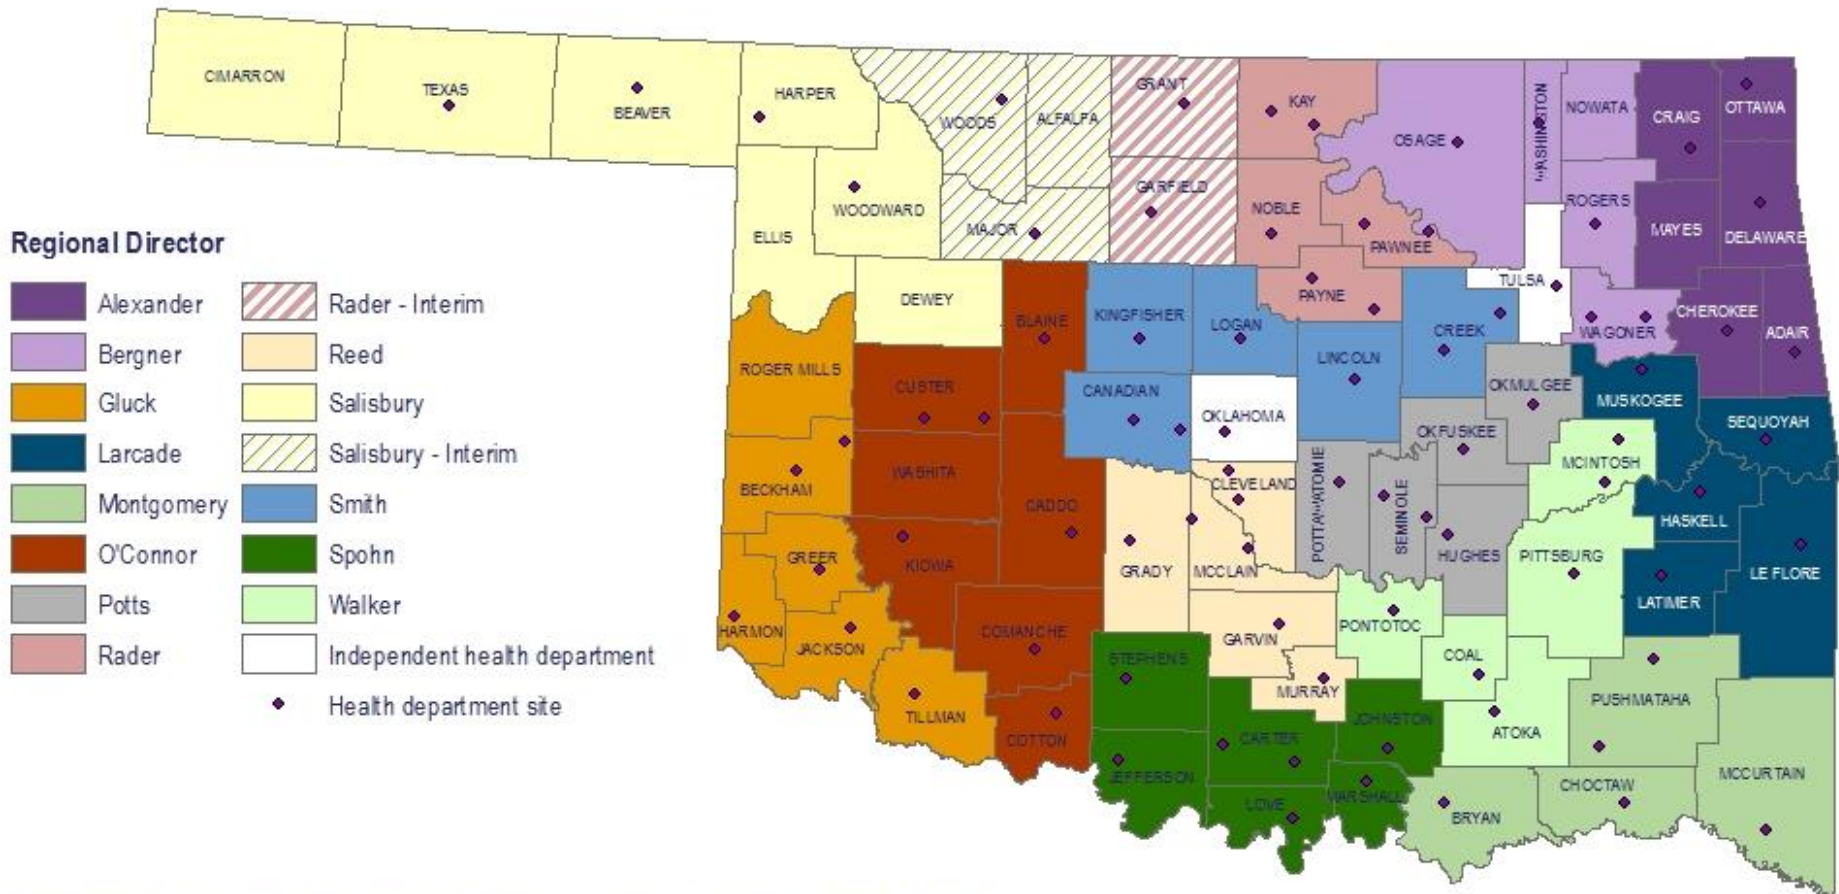 CIMARRON
TEXAS
BEAVER
HARPER
WOODS
ALFALFA
GRANT
KAY
OSAGE
WASHINGTON
NOWATA
CRAIG
OTTAWA
ELLIS
WOODWARD
MAJOR
GARFIELD
NOBLE
PAWNEE
ROGERS
MAYES
DELAWARE
Regional Director
Alexander
Rader - Interim
Bergner
Reed
Gluck
Salisbury
Larcade
Salisbury - Interim
Montgomery
Smith
O'Connor
Spohn
Potts
Walker
Rader
Independent health department
Health department site
DEWEY
BLAINE
KINGFISHER
LOGAN
PAYNE
CREEK
TULSA
WAGONER
CHEROKEE
ADAIR
ROGER MILLS
CUSTER
CANADIAN
OKLAHOMA
LINCOLN
OKMULGEE
MUSKOGEE
SEQUOYAH
BECKHAM
WASHITA
CADDO
CLEVELAND
POTTAWATOMIE
SEMINOLE
OKFUSKEE
MCINTOSH
HASKELL
GREER
KIOWA
GRADY
MCCLAIN
HUGHES
PITTSBURG
LATIMER
LE FLORE
HARMON
JACKSON
COMANCHE
STEPHENS
GARVIN
PONTOTOC
COAL
TILLMAN
COTTON
JEFFERSON
CARTER
MURRAY
JOHNSTON
ATOKA
PUSHMATAHA
LOVE
MARSHALL
BRYAN
CHOCTAW
MCCURTAIN